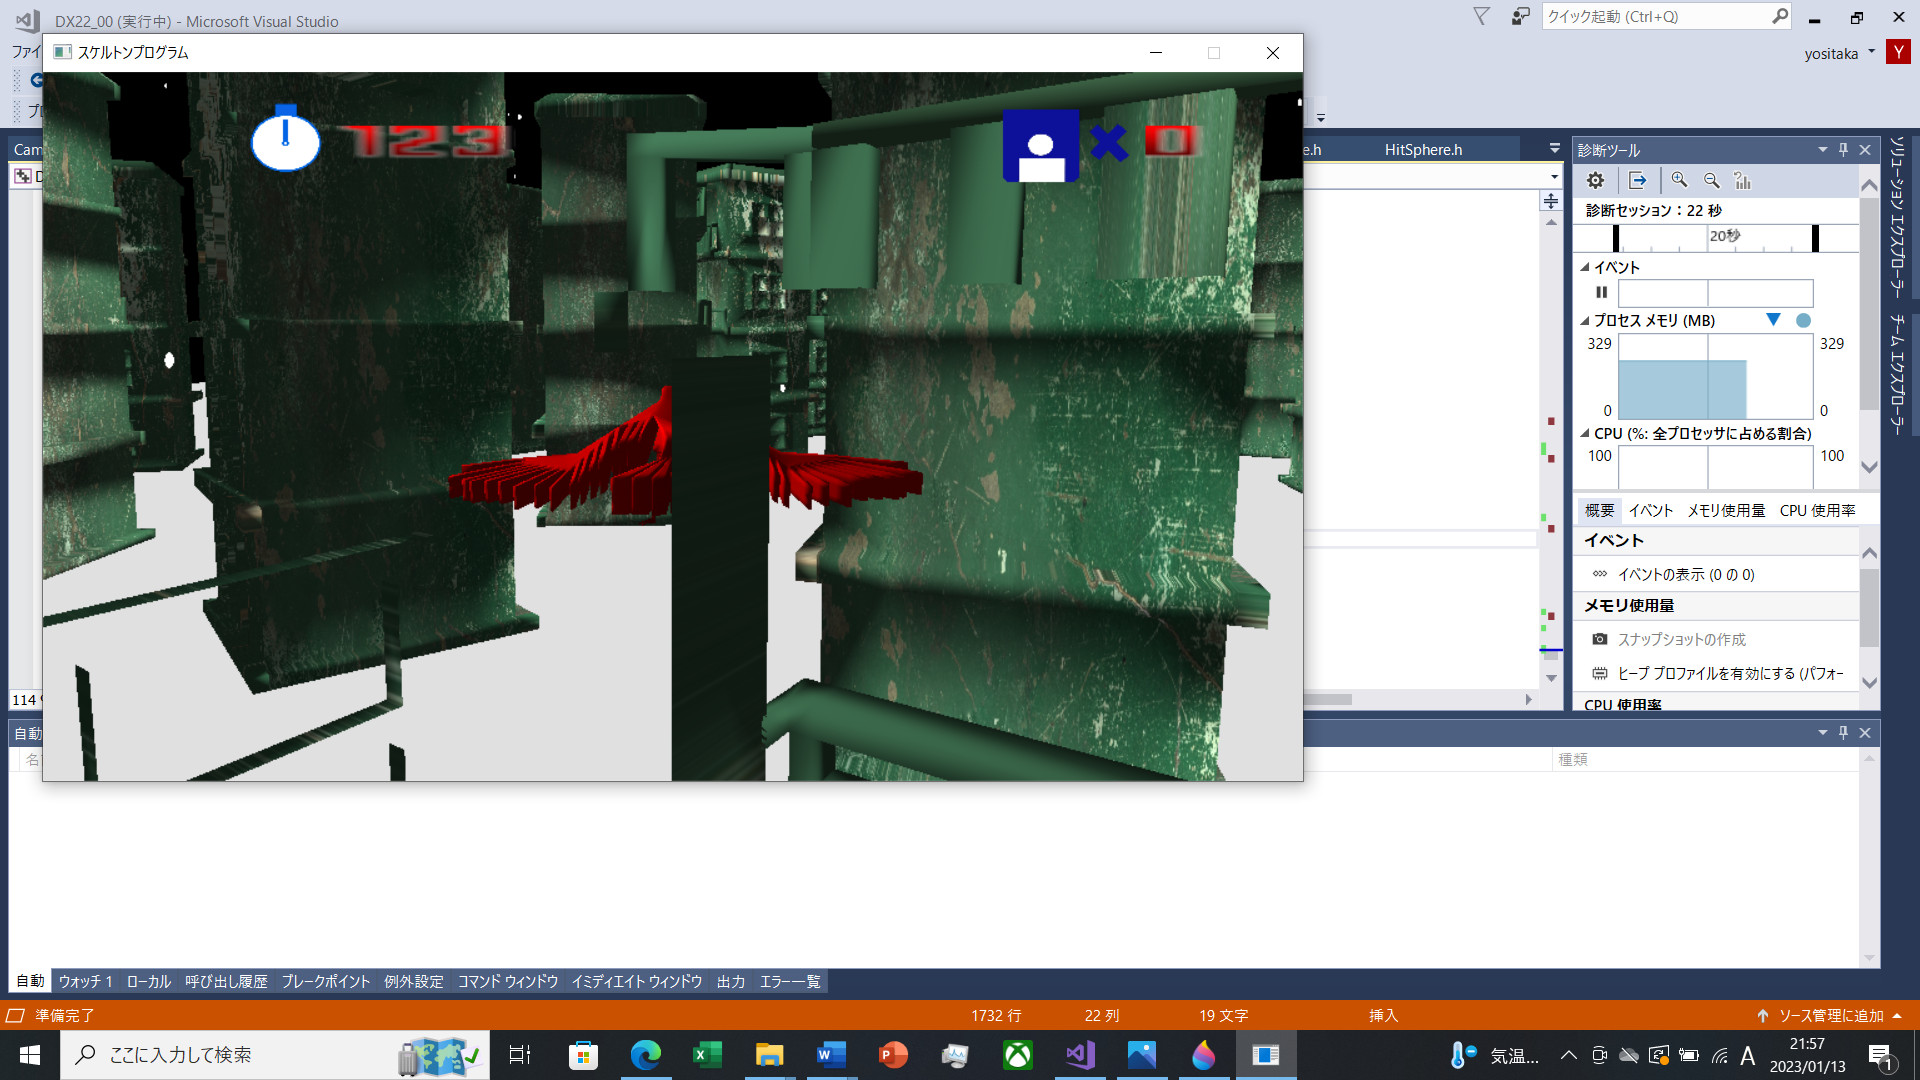 DX22_00 (実行中) - Microsoft Visual Studio
クイック起動 (Ctrl+Q)
ファイ
yositaka
Y
スケルトンプログラム
プロ
123
0
Cam
e.h
HitSphere.h
診断ツール
D
診断セッション：22 秒
20秒
イベント
プロセス メモリ (MB)
329
329
0
0
CPU (%: 全プロセッサに占める割合)
100
100
概要 イベント メモリ使用量 CPU 使用率
イベント
イベントの表示 (0 の 0)
メモリ使用量
スナップショットの作成
ヒープ プロファイルを有効にする (パフォー
CPU 使用率
ソリューション エクスプローラー
チーム エクスプローラー
114 %
自動
名
種類
自動 ウォッチ 1 ローカル 呼び出し履歴 ブレークポイント 例外設定 コマンド ウィンドウ イミディエイト ウィンドウ 出力 エラー一覧
準備完了
1732 行
22 列
19 文字
挿入
ソース管理に追加
ここに入力して検索
気温...
A
21:57
2023/01/13
1